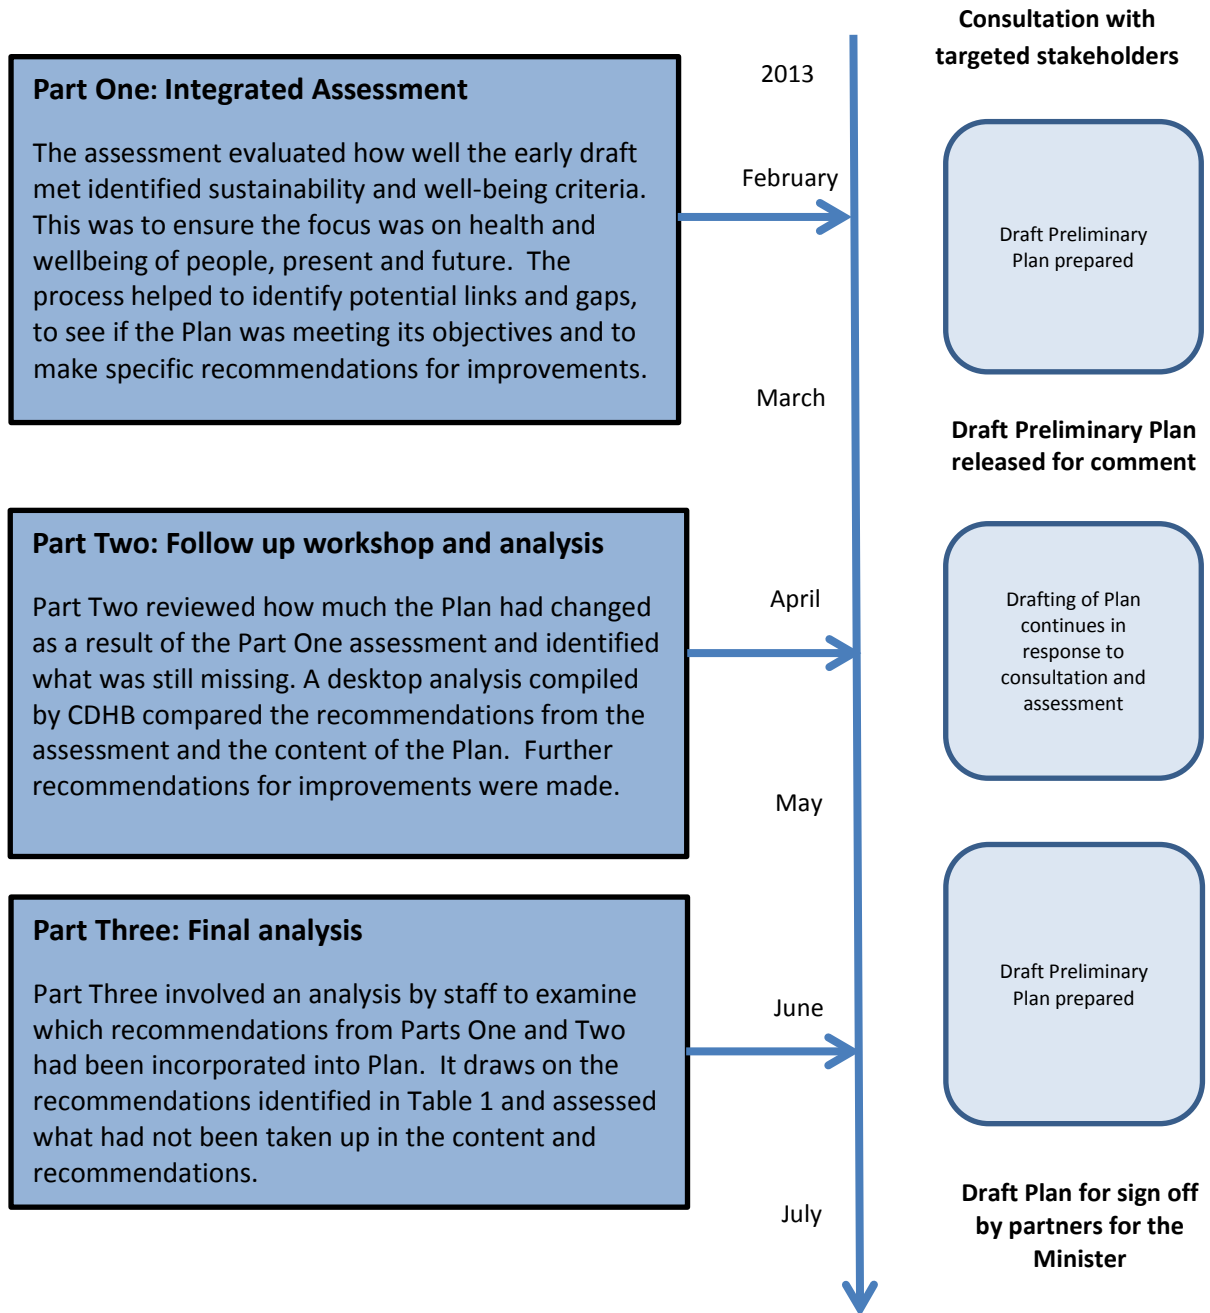 Part One: Integrated Assessment
The assessment evaluated how well the early draft
met identified sustainability and well-being criteria.
This was to ensure the focus was on health and
wellbeing of people, present and future.  The
process helped to identify potential links and gaps,
to see if the Plan was meeting its objectives and to
make specific recommendations for improvements.
Part Two: Follow up workshop and analysis
Part Two reviewed how much the Plan had changed
as a result of the Part One assessment and identified
what was still missing. A desktop analysis compiled
by CDHB compared the recommendations from the
assessment and the content of the Plan.  Further
recommendations for improvements were made.
Part Three: Final analysis
Part Three involved an analysis by staff to examine
which recommendations from Parts One and Two
had been incorporated into Plan.  It draws on the
recommendations identified in Table 1 and assessed
what had not been taken up in the content and
recommendations.
2013
February
March
April
May
June
July
Consultation with
targeted stakeholders
Draft Preliminary
Plan prepared
Draft Preliminary Plan
released for comment
Drafting of Plan
continues in
response to
consultation and
assessment
Draft Preliminary
Plan prepared
Draft Plan for sign off
by partners for the
Minister